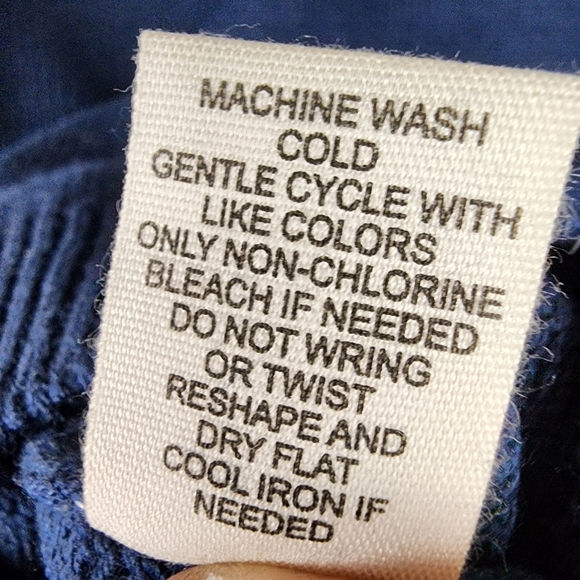 MACHINE WASH
COLD
GENTLE CYCLE WITH
LIKE COLORS
ONLY NON-CHLORINE
BLEACH IF NEEDED
DO NOT WRING
OR TWIST
RESHAPE AND
DRY FLAT
COOL IRON IF
NEEDED